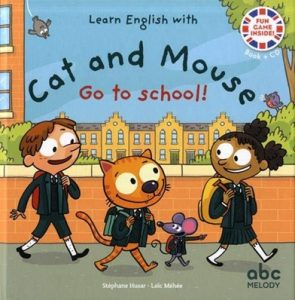 Learn English with
Cat and Mouse
Go to school!
FUN
GAME
INSIDE!
Book + CD
Stéphane Husar - Loïc Méhée
abc
MELODY